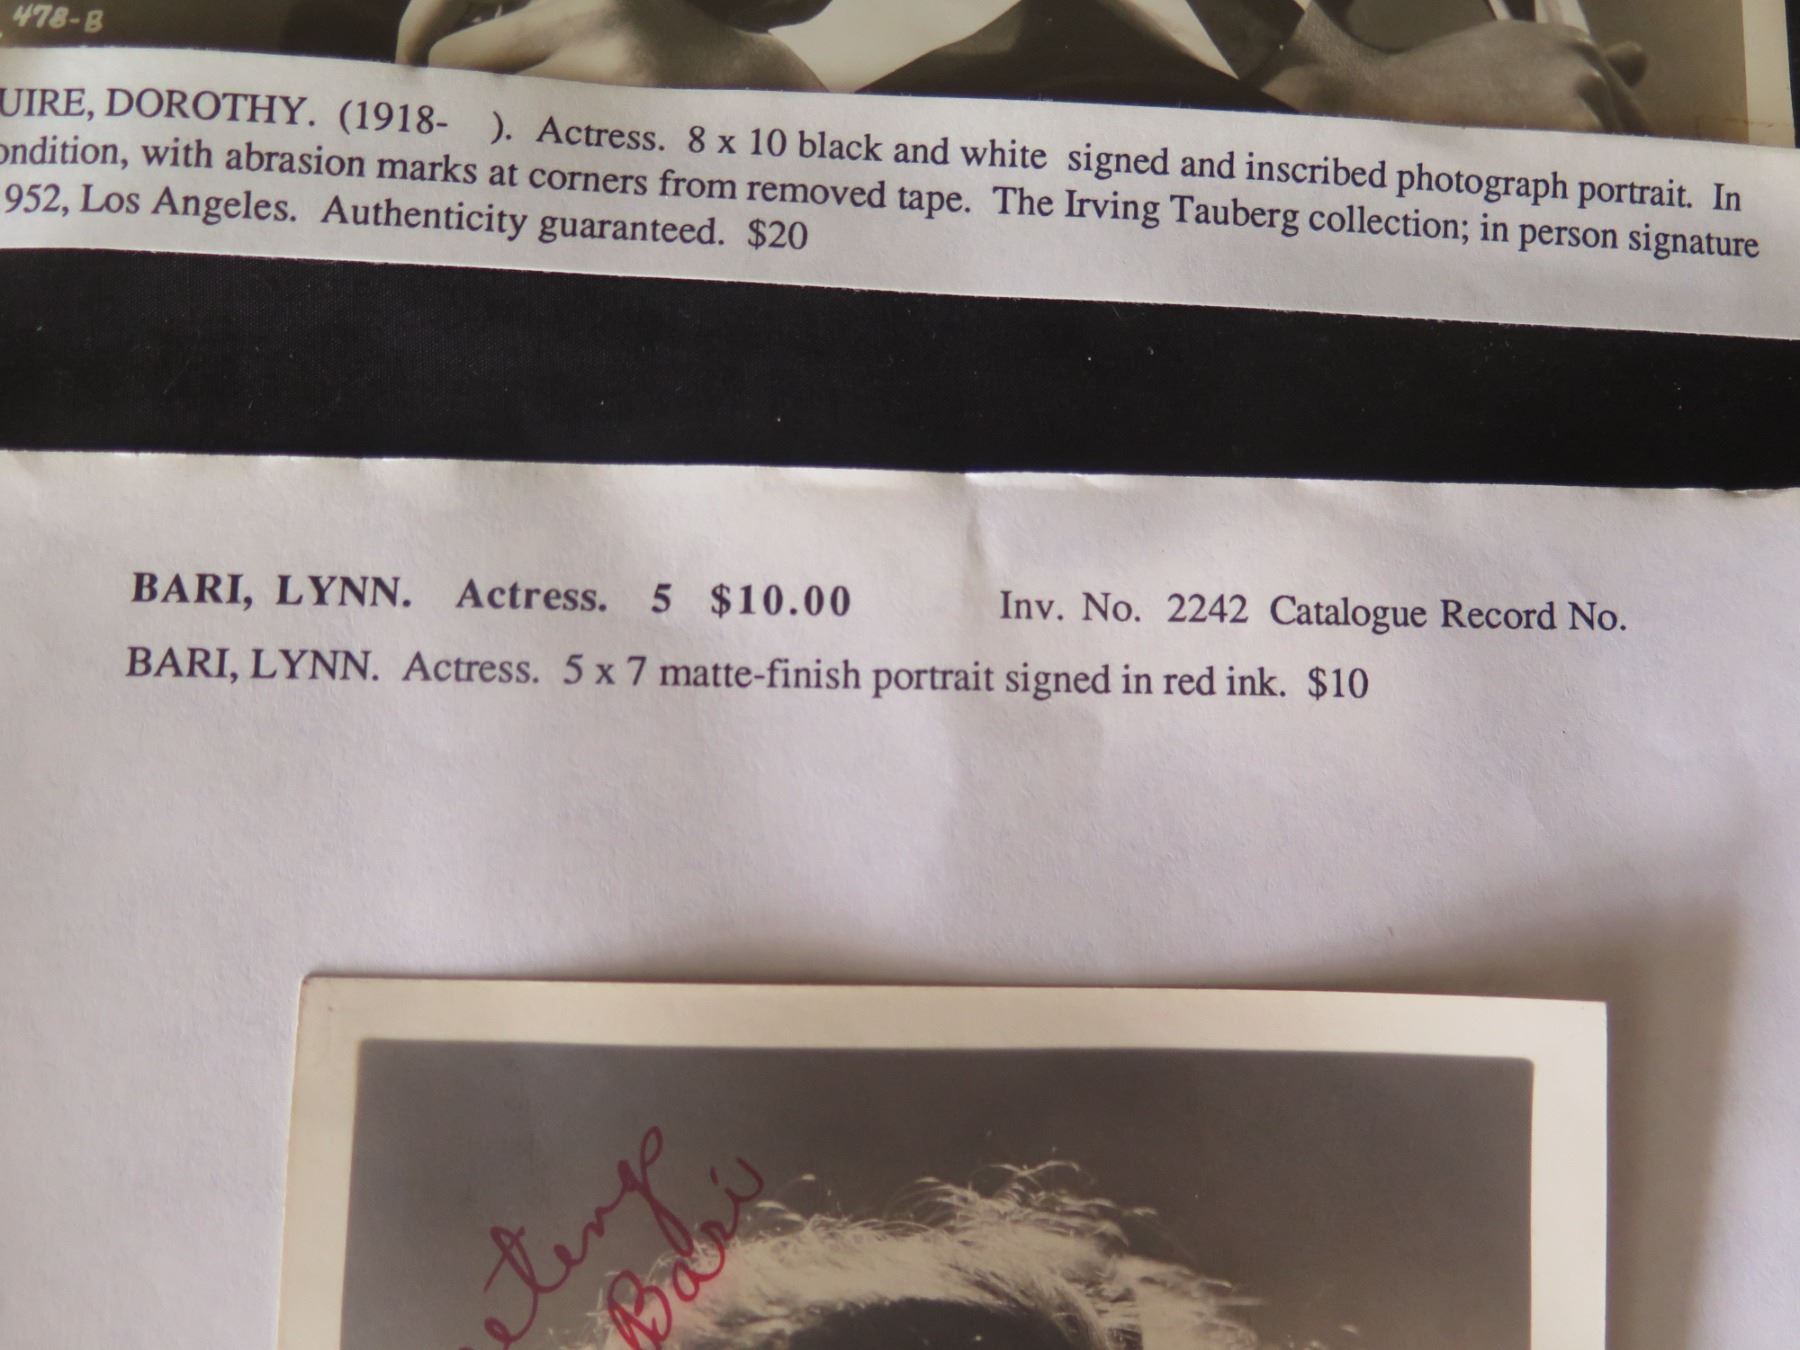 478-B
UIRE, DOROTHY. (1918- ). Actress. 8 x 10 black and white signed and inscribed photograph portrait. In
ondition, with abrasion marks at corners from removed tape. The Irving Tauberg collection; in person signature
952, Los Angeles. Authenticity guaranteed. $20
BARI, LYNN. Actress. 5 $10.00 Inv. No. 2242 Catalogue Record No.
BARI, LYNN. Actress. 5 x 7 matte-finish portrait signed in red ink. $10
Bari